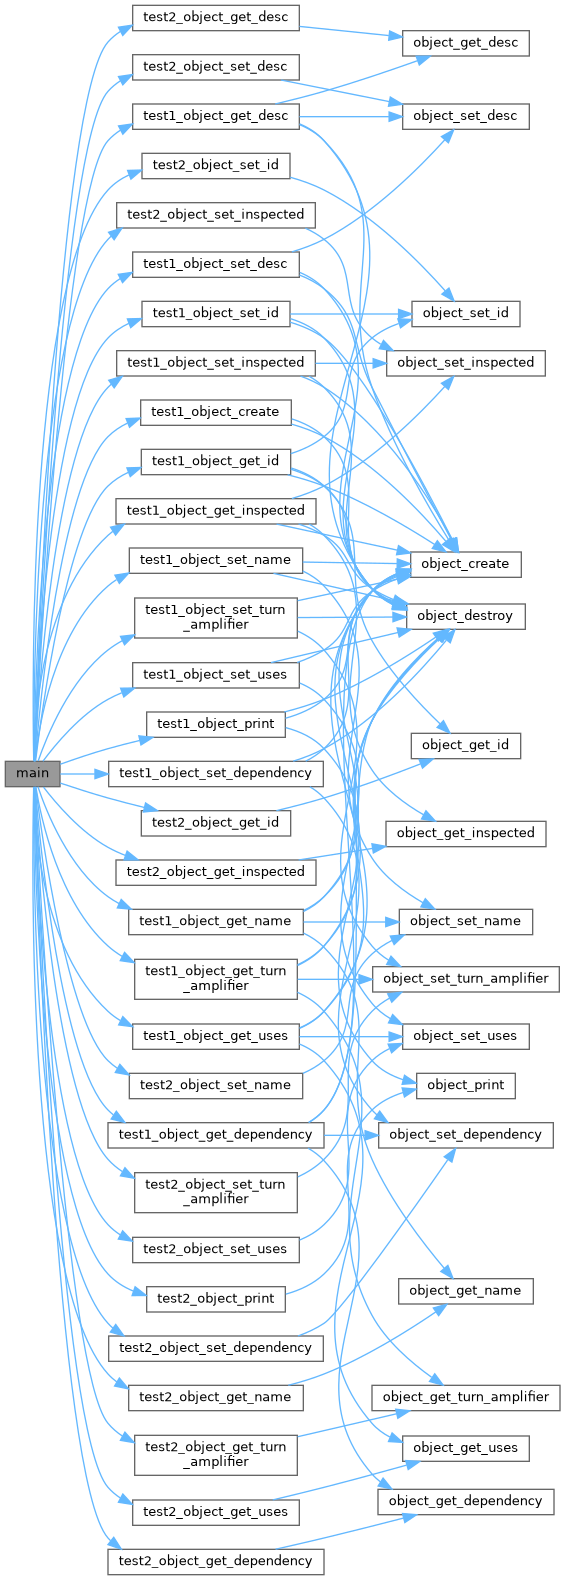 main
test2_object_get_desc
test2_object_set_desc
test1_object_get_desc
test2_object_set_id
test2_object_set_inspected
test1_object_set_desc
test1_object_set_id
test1_object_set_inspected
test1_object_create
test1_object_get_id
test1_object_get_inspected
test1_object_set_name
test1_object_set_turn
_amplifier
test1_object_set_uses
test1_object_print
test1_object_set_dependency
test2_object_get_id
test2_object_get_inspected
test1_object_get_name
test1_object_get_turn
_amplifier
test1_object_get_uses
test2_object_set_name
test1_object_get_dependency
test2_object_set_turn
_amplifier
test2_object_set_uses
test2_object_print
test2_object_set_dependency
test2_object_get_name
test2_object_get_turn
_amplifier
test2_object_get_uses
test2_object_get_dependency
object_get_desc
object_set_desc
object_set_id
object_set_inspected
object_create
object_destroy
object_get_id
object_get_inspected
object_set_name
object_set_turn_amplifier
object_set_uses
object_print
object_set_dependency
object_get_name
object_get_turn_amplifier
object_get_uses
object_get_dependency